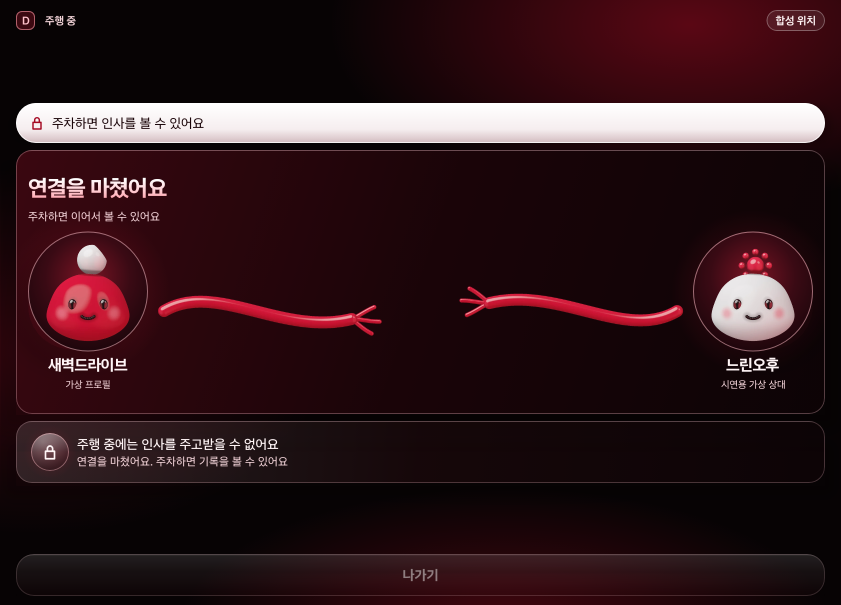 D 주행 중
합성 위치
주차하면 인사를 볼 수 있어요
연결을 마쳤어요
주차하면 이어서 볼 수 있어요
새벽드라이브
가상 프로필
느린오후
시연용 가상 상대
주행 중에는 인사를 주고받을 수 없어요
연결을 마쳤어요. 주차하면 기록을 볼 수 있어요
나가기